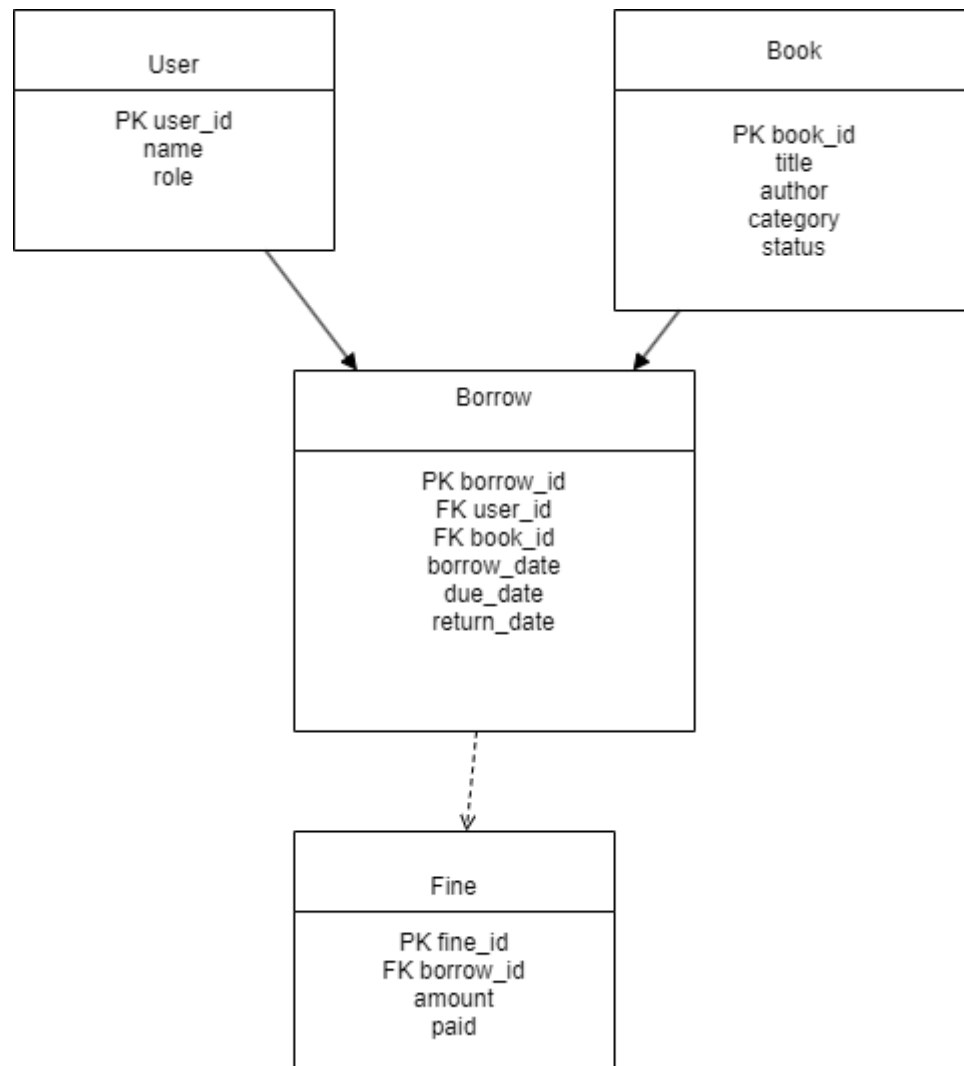 User
PK user_id
name
role
Book
PK book_id
title
author
category
status
Borrow
PK borrow_id
FK user_id
FK book_id
borrow_date
due_date
return_date
Fine
PK fine_id
FK borrow_id
amount
paid